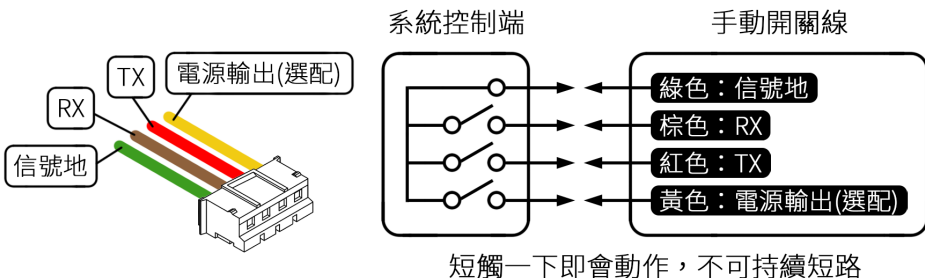 系統控制端
手動開關線
電源輸出(選配)
TX
RX
信號地
綠色：信號地
棕色：RX
紅色：TX
黃色：電源輸出(選配)
短觸一下即會動作，不可持續短路